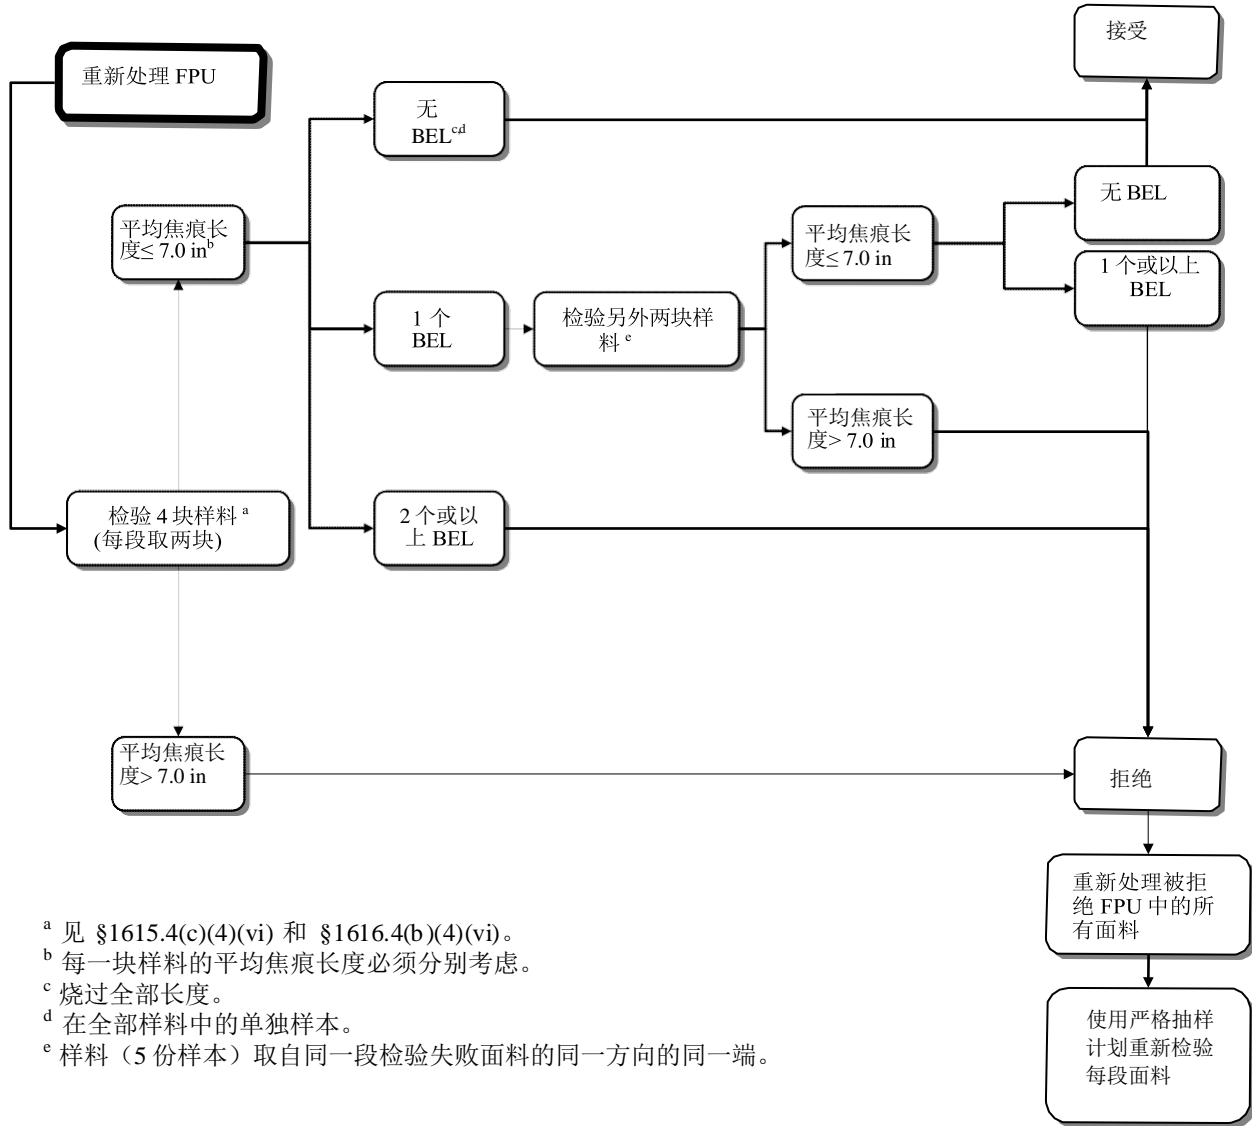 接受
重新处理 FPU
无
BELc,d
无 BEL
平均焦痕长
度≤ 7.0 inb
平均焦痕长
度≤ 7.0 in
1 个或以上
BEL
1 个
BEL
检验另外两块样
料 e
平均焦痕长
度> 7.0 in
检验 4 块样料 a
(每段取两块)
2 个或以
上 BEL
平均焦痕长
度> 7.0 in
拒绝
重新处理被拒
绝 FPU 中的所
有面料
a 见 §1615.4(c)(4)(vi) 和 §1616.4(b)(4)(vi)。
b 每一块样料的平均焦痕长度必须分别考虑。
c 烧过全部长度。
d 在全部样料中的单独样本。
e 样料（5 份样本）取自同一段检验失败面料的同一方向的同一端。
使用严格抽样
计划重新检验
每段面料